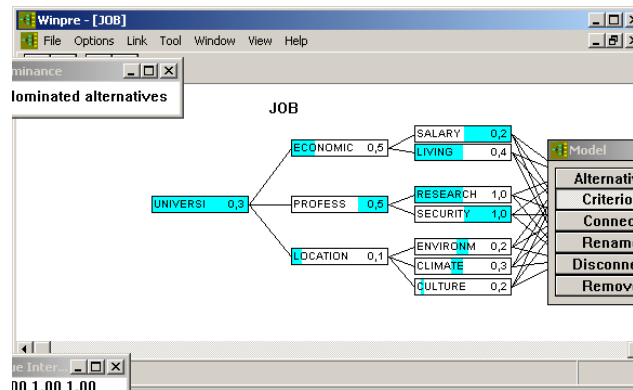 Winpre - [JOB]
File Options Link Tool Window View Help
minance
lominated alternatives
JOB
SALARY 0,2
ECONOMIC 0,5
LIVING 0,4
Model
Alternativ
RESEARCH 1,0
Criterio
UNIVERSI 0,3
PROFESS 0,5
SECURITY 1,0
Connec
Renam
ENVIRONM 0,2
LOCATION 0,1
CLIMATE 0,3
Disconne
CULTURE 0,2
Remov
ue Inter...
00 1.00 1.00